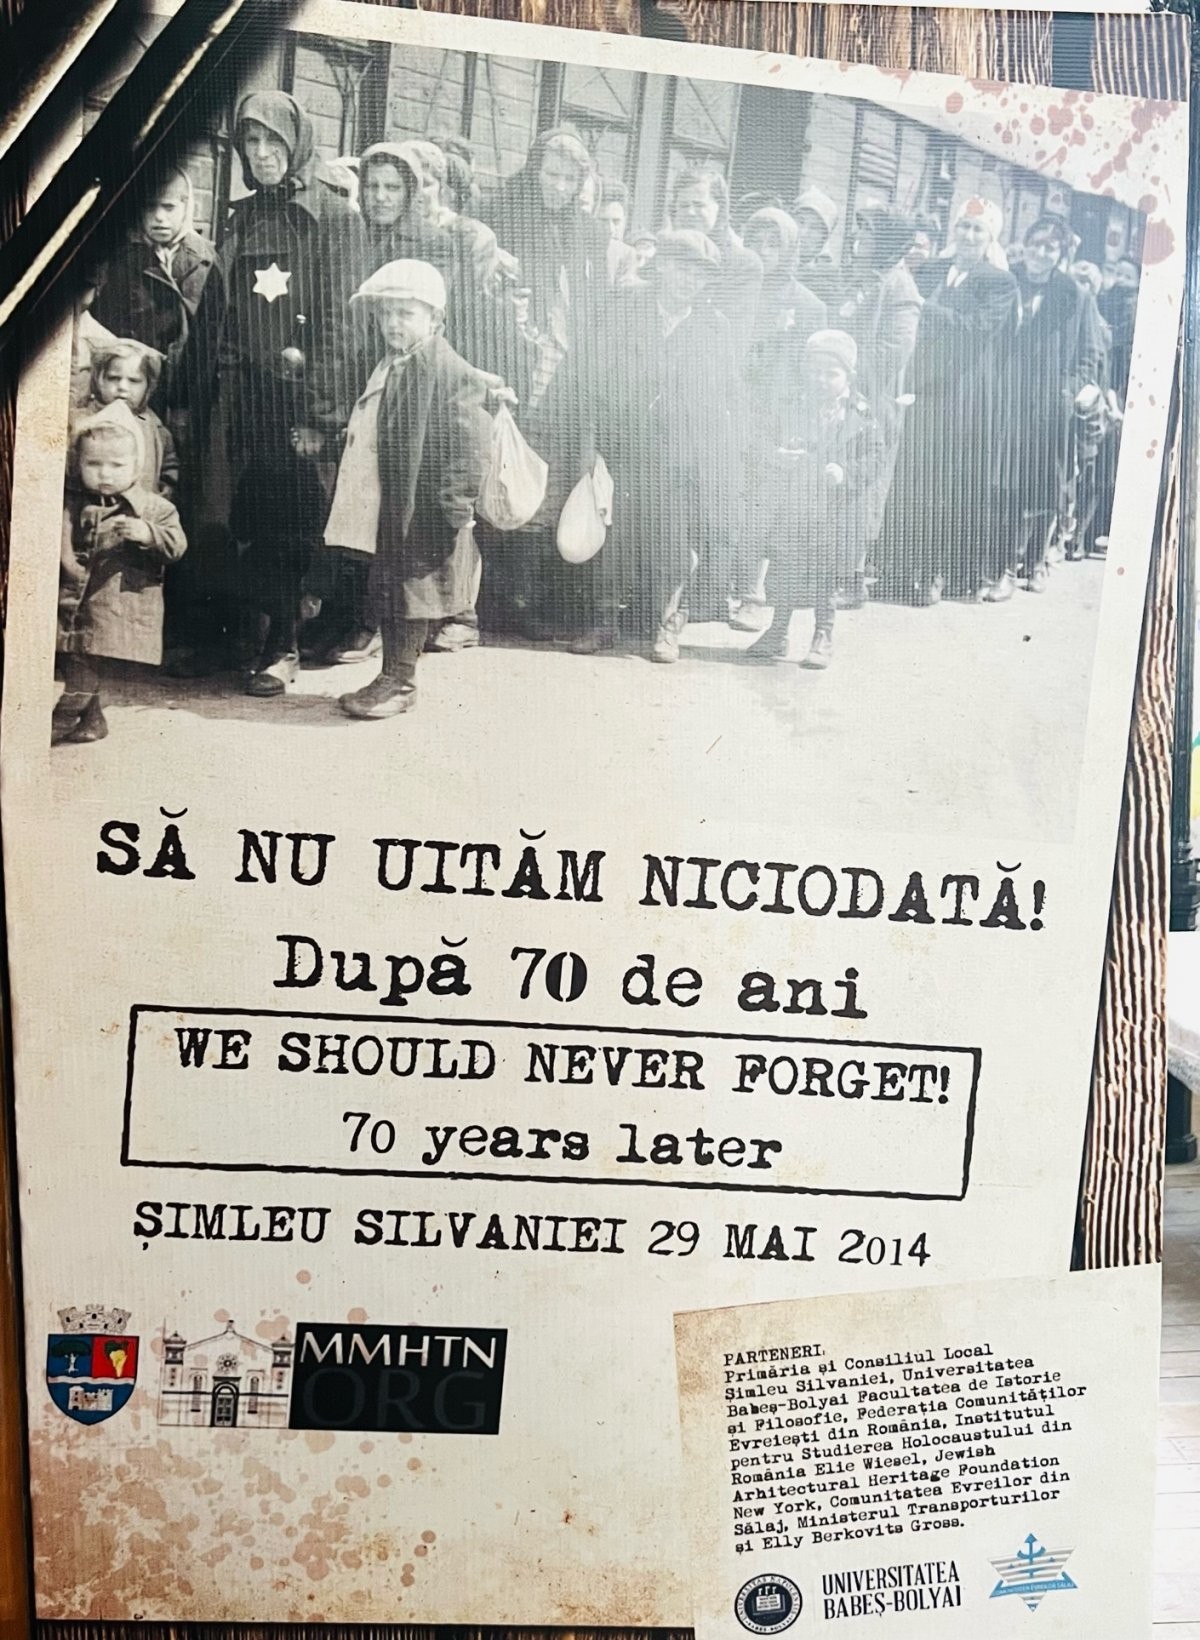 SĂ NU UITĂM NICIODATĂ!
După 70 de ani
WE SHOULD NEVER FORGET!
70 years later
ȘIMLEU SILVANIEI 29 MAI 2014
MMHTN
ORG
PARTENERI:
Primăria și Consiliul Local
Șimleu Silvaniei, Universitatea
Babeș-Bolyai Facultatea de Istorie
și Filosofie, Federația Comunităților
Evreiești din România, Institutul
pentru Studierea Holocaustului din
România Elie Wiesel, Jewish
Arhitectural Heritage Foundation
New York, Comunitatea Evreilor din
Sălaj, Ministerul Transporturilor
și Elly Berkovits Gross.
UNIVERSITATEA
BABEȘ-BOLYAI
COMUNITATEA EVREILOR SĂLAJ